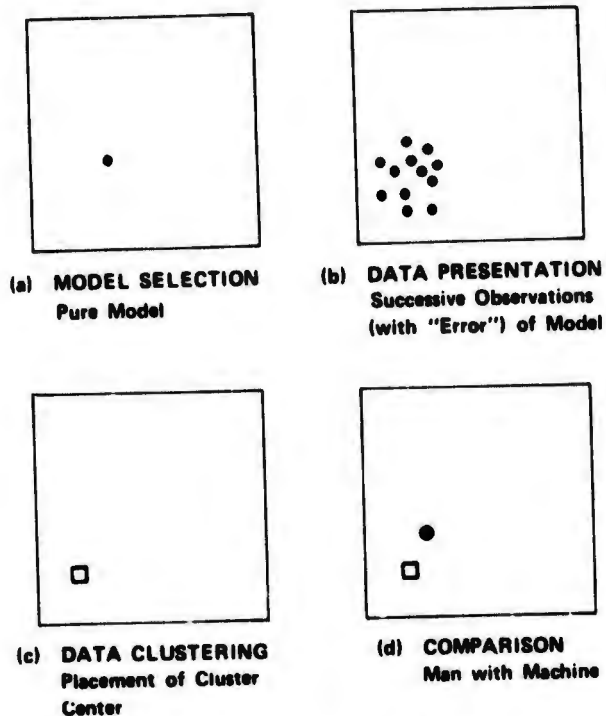 (a) MODEL SELECTION
Pure Model
(b) DATA PRESENTATION
Successive Observations
(with "Error") of Model
(c) DATA CLUSTERING
Placement of Cluster
Center
(d) COMPARISON
Man with Machine